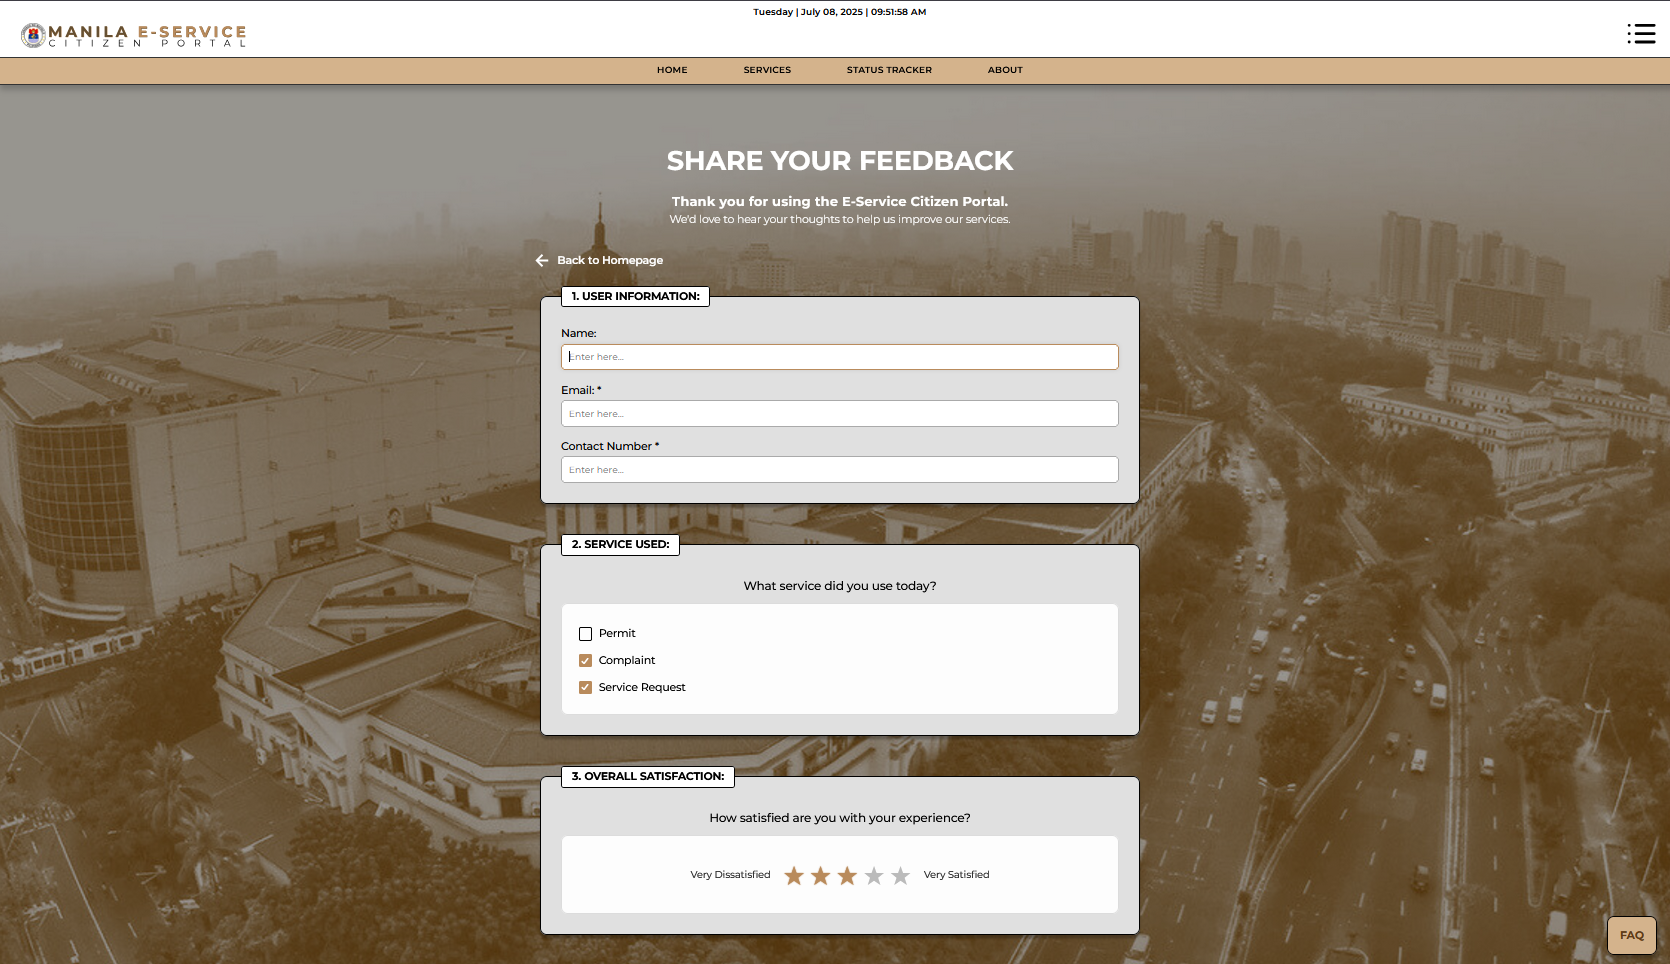 Tuesday | July 08, 2025 | 09:51:58 AM
MANILA E-SERVICE
CITIZEN PORTAL
HOME
SERVICES
STATUS TRACKER
ABOUT
SHARE YOUR FEEDBACK
Thank you for using the E-Service Citizen Portal.
We'd love to hear your thoughts to help us improve our services.
Back to Homepage
1. USER INFORMATION:
Name:
Enter here...
Email: *
Enter here...
Contact Number *
Enter here...
2. SERVICE USED:
What service did you use today?
Permit
Complaint
Service Request
3. OVERALL SATISFACTION:
How satisfied are you with your experience?
Very Dissatisfied
Very Satisfied
FAQ